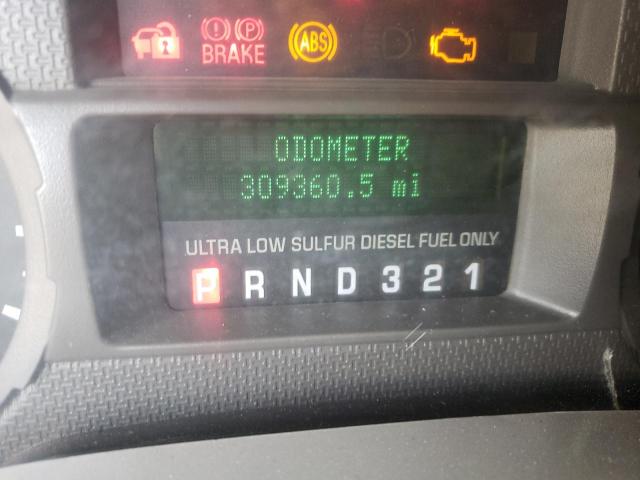 (!) (P)
BRAKE
ABS
ODOMETER
309360.5 mi
ULTRA LOW SULFUR DIESEL FUEL ONLY
P R N D 3 2 1